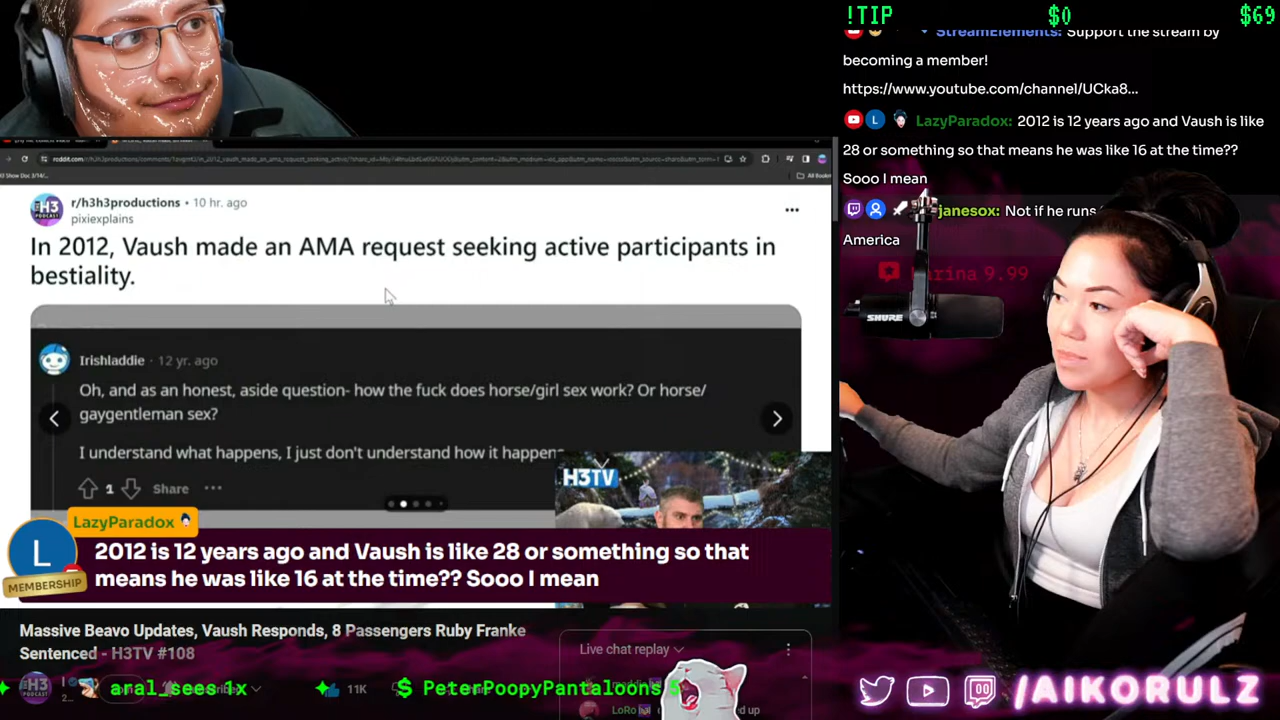 !TIP
$0
$69
StreamElements: Support the stream by
becoming a member!
https://www.youtube.com/channel/UCka8...
LazyParadox: 2012 is 12 years ago and Vaush is like
28 or something so that means he was like 16 at the time??
Sooo I mean
janesox: Not if he runs
America
9.99
SHURE
r/h3h3productions • 10 hr. ago
pixiexplains
In 2012, Vaush made an AMA request seeking active participants in
bestiality.
Irishladdie · 12 yr. ago
Oh, and as an honest, aside question- how the fuck does horse/girl sex work? Or horse/
gaygentleman sex?
I understand what happens, I just don't understand how it happens
1
Share
H3TV
LazyParadox
L
MEMBERSHIP
2012 is 12 years ago and Vaush is like 28 or something so that
means he was like 16 at the time?? Sooo I mean
Massive Beavo Updates, Vaush Responds, 8 Passengers Ruby Franke
Sentenced - H3TV #108
Live chat replay
1x
11K
$ PeterPoopyPantaloons 5
/AIKORULZ